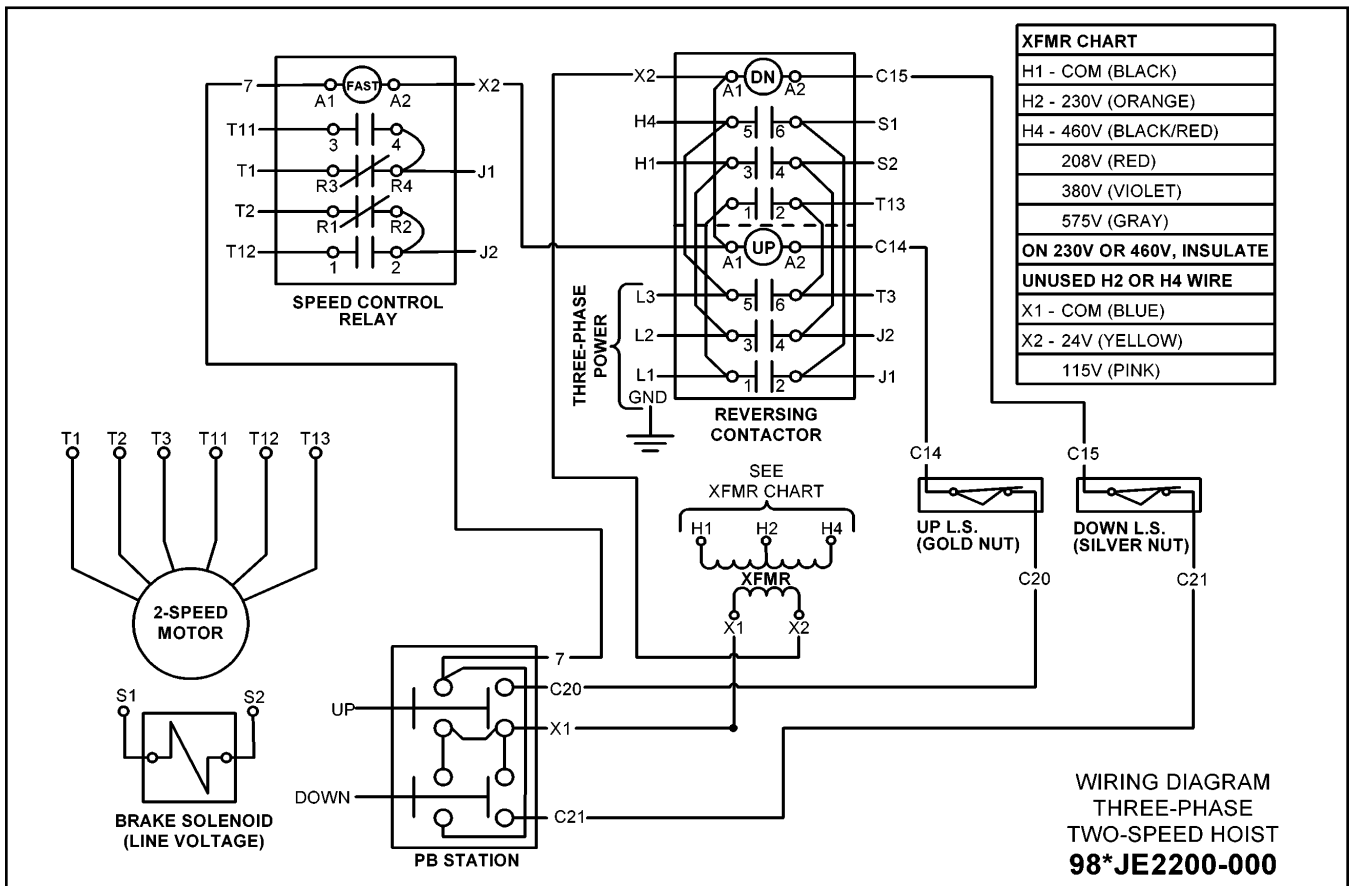 7
A1
FAST
A2
X2
T11
3
4
T1
R3
R4
J1
T2
R1
R2
T12
1
2
J2
SPEED CONTROL
RELAY
X2
A1
DN
A2
C15
H4
5
6
S1
H1
3
4
S2
1
2
T13
A1
UP
A2
C14
L3
5
6
T3
L2
3
4
J2
L1
1
2
J1
GND
THREE-PHASE
POWER
REVERSING
CONTACTOR
XFMR CHART
H1 - COM (BLACK)
H2 - 230V (ORANGE)
H4 - 460V (BLACK/RED)
208V (RED)
380V (VIOLET)
575V (GRAY)
ON 230V OR 460V, INSULATE
UNUSED H2 OR H4 WIRE
X1 - COM (BLUE)
X2 - 24V (YELLOW)
115V (PINK)
T1 T2 T3 T11 T12 T13
2-SPEED
MOTOR
SEE
XFMR CHART
H1 H2 H4
XFMR
X1 X2
C14
UP L.S.
(GOLD NUT)
C20
C15
DOWN L.S.
(SILVER NUT)
C21
S1 S2
BRAKE SOLENOID
(LINE VOLTAGE)
7
C20
UP
X1
DOWN
C21
PB STATION
WIRING DIAGRAM
THREE-PHASE
TWO-SPEED HOIST
98*JE2200-000